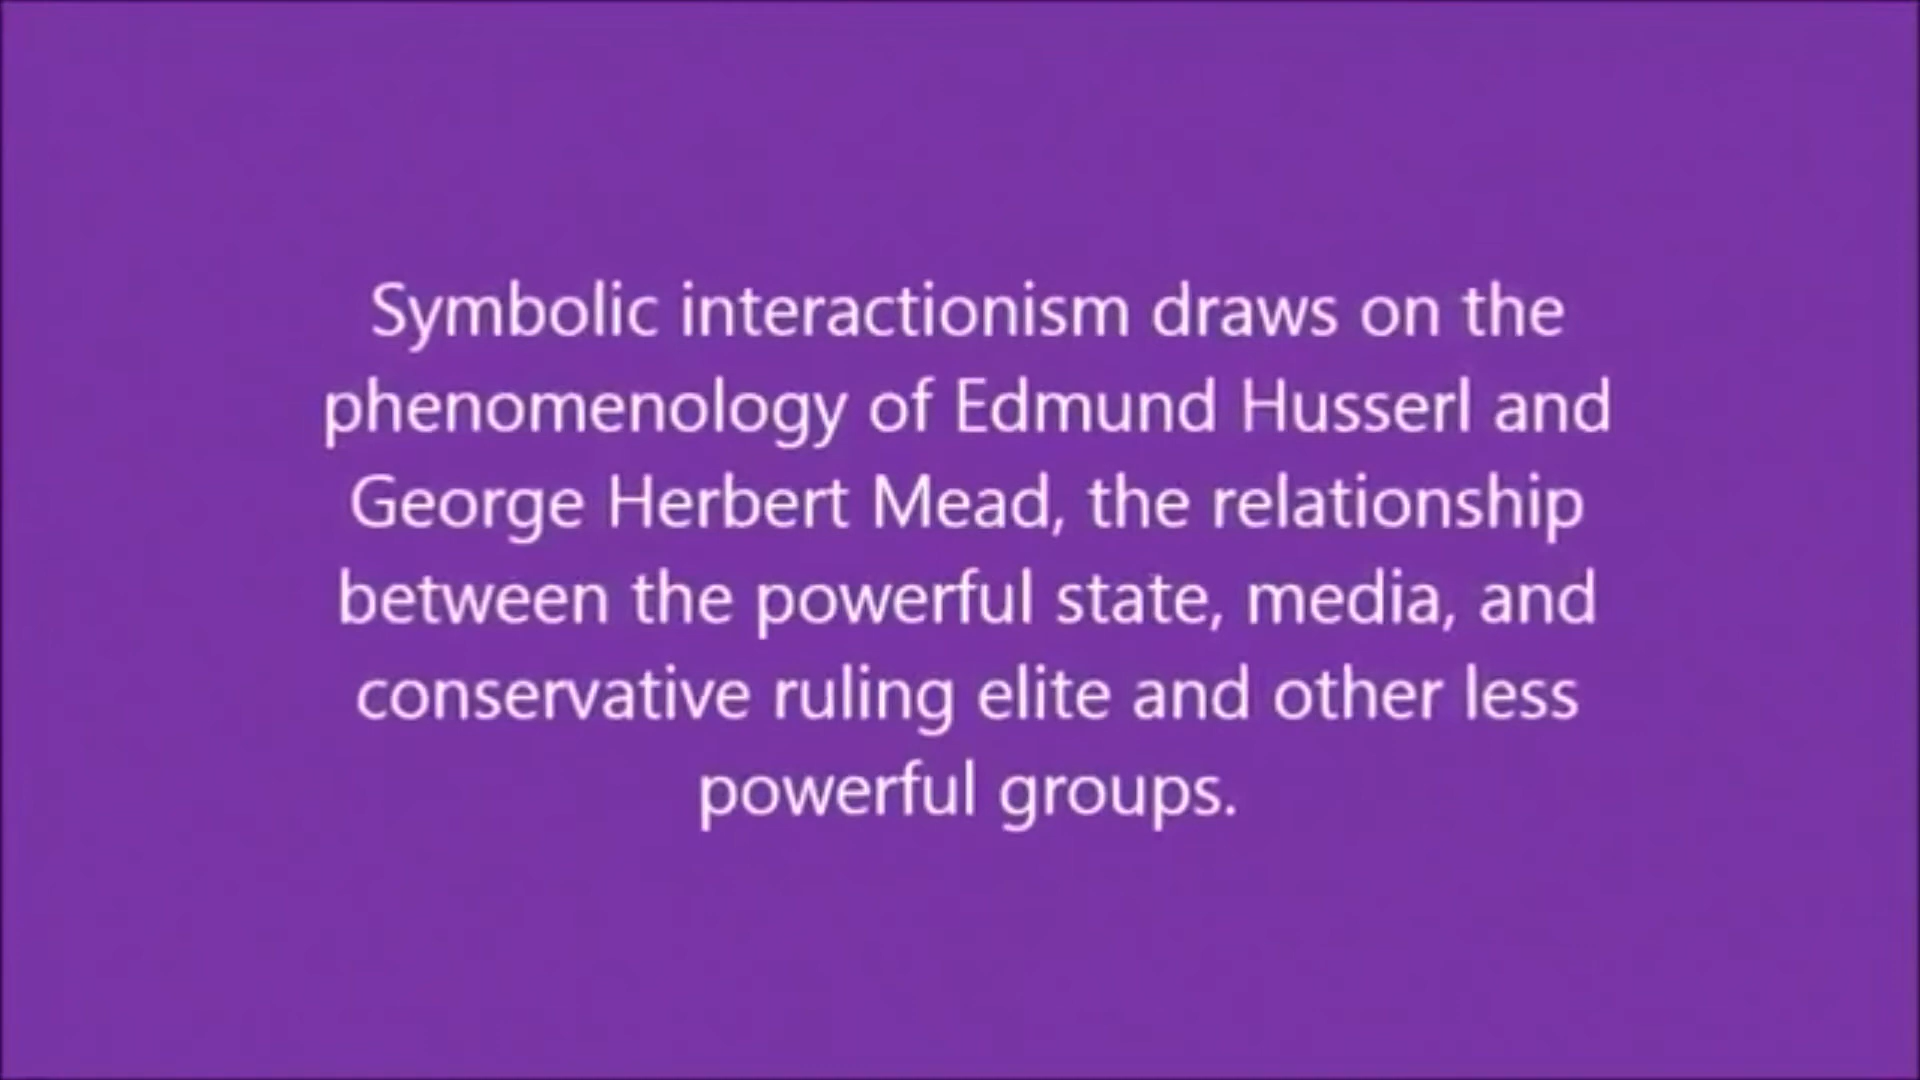 Symbolic interactionism draws on the
phenomenology of Edmund Husserl and
George Herbert Mead, the relationship
between the powerful state, media, and
conservative ruling elite and other less
powerful groups.